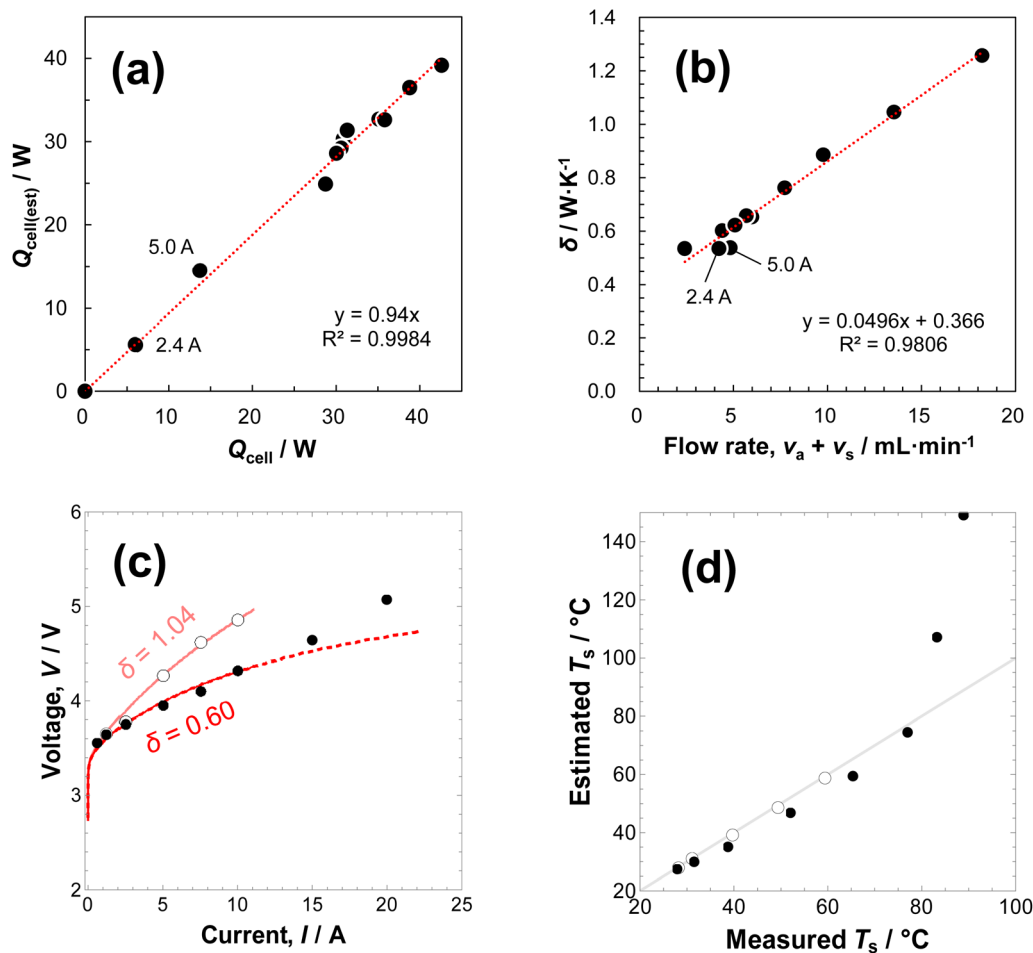 (a)
Q_cell(est) / W
40
30
20
10
0
5.0 A
2.4 A
y = 0.94x
R² = 0.9984
0 10 20 30 40
Q_cell / W
(b)
δ / W·K⁻¹
1.4
1.2
1.0
0.8
0.6
0.4
0.2
0.0
5.0 A
2.4 A
y = 0.0496x + 0.366
R² = 0.9806
0 5 10 15 20
Flow rate, v_a + v_s / mL·min⁻¹
(c)
Voltage, V / V
6
5
4
3
2
δ = 1.04
δ = 0.60
0 5 10 15 20 25
Current, I / A
(d)
Estimated T_s / °C
140
120
100
80
60
40
20
20 40 60 80 100
Measured T_s / °C